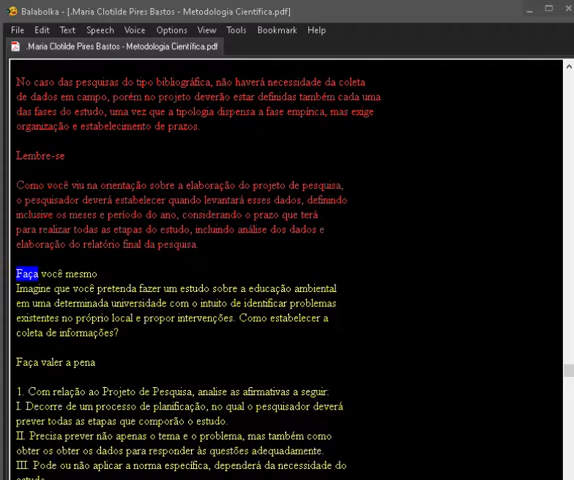 Balabolka - [.Maria Clotilde Pires Bastos - Metodologia Científica.pdf]
File Edit Text Speech Voice Options View Tools Bookmark Help
.Maria Clotilde Pires Bastos - Metodologia Científica.pdf
No caso das pesquisas do tipo bibliográfica, não haverá necessidade da coleta
de dados em campo, porém no projeto deverão estar definidas também cada uma
das fases do estudo, uma vez que a tipologia dispensa a fase empírica, mas exige
organização e estabelecimento de prazos.
Lembre-se
Como você viu na orientação sobre a elaboração do projeto de pesquisa,
o pesquisador deverá estabelecer quando levantará esses dados, definindo
inclusive os meses e período do ano, considerando o prazo que terá
para realizar todas as etapas do estudo, incluindo análise dos dados e
elaboração do relatório final da pesquisa.
Faça você mesmo
Imagine que você pretenda fazer um estudo sobre a educação ambiental
em uma determinada universidade com o intuito de identificar problemas
existentes no próprio local e propor intervenções. Como estabelecer a
coleta de informações?
Faça valer a pena
1. Com relação ao Projeto de Pesquisa, analise as afirmativas a seguir:
I. Decorre de um processo de planificação, no qual o pesquisador deverá
prever todas as etapas que comporão o estudo.
II. Precisa prever não apenas o tema e o problema, mas também como
obter os obter os dados para responder às questões adequadamente.
III. Pode ou não aplicar a norma específica, dependerá da necessidade do
estudo.